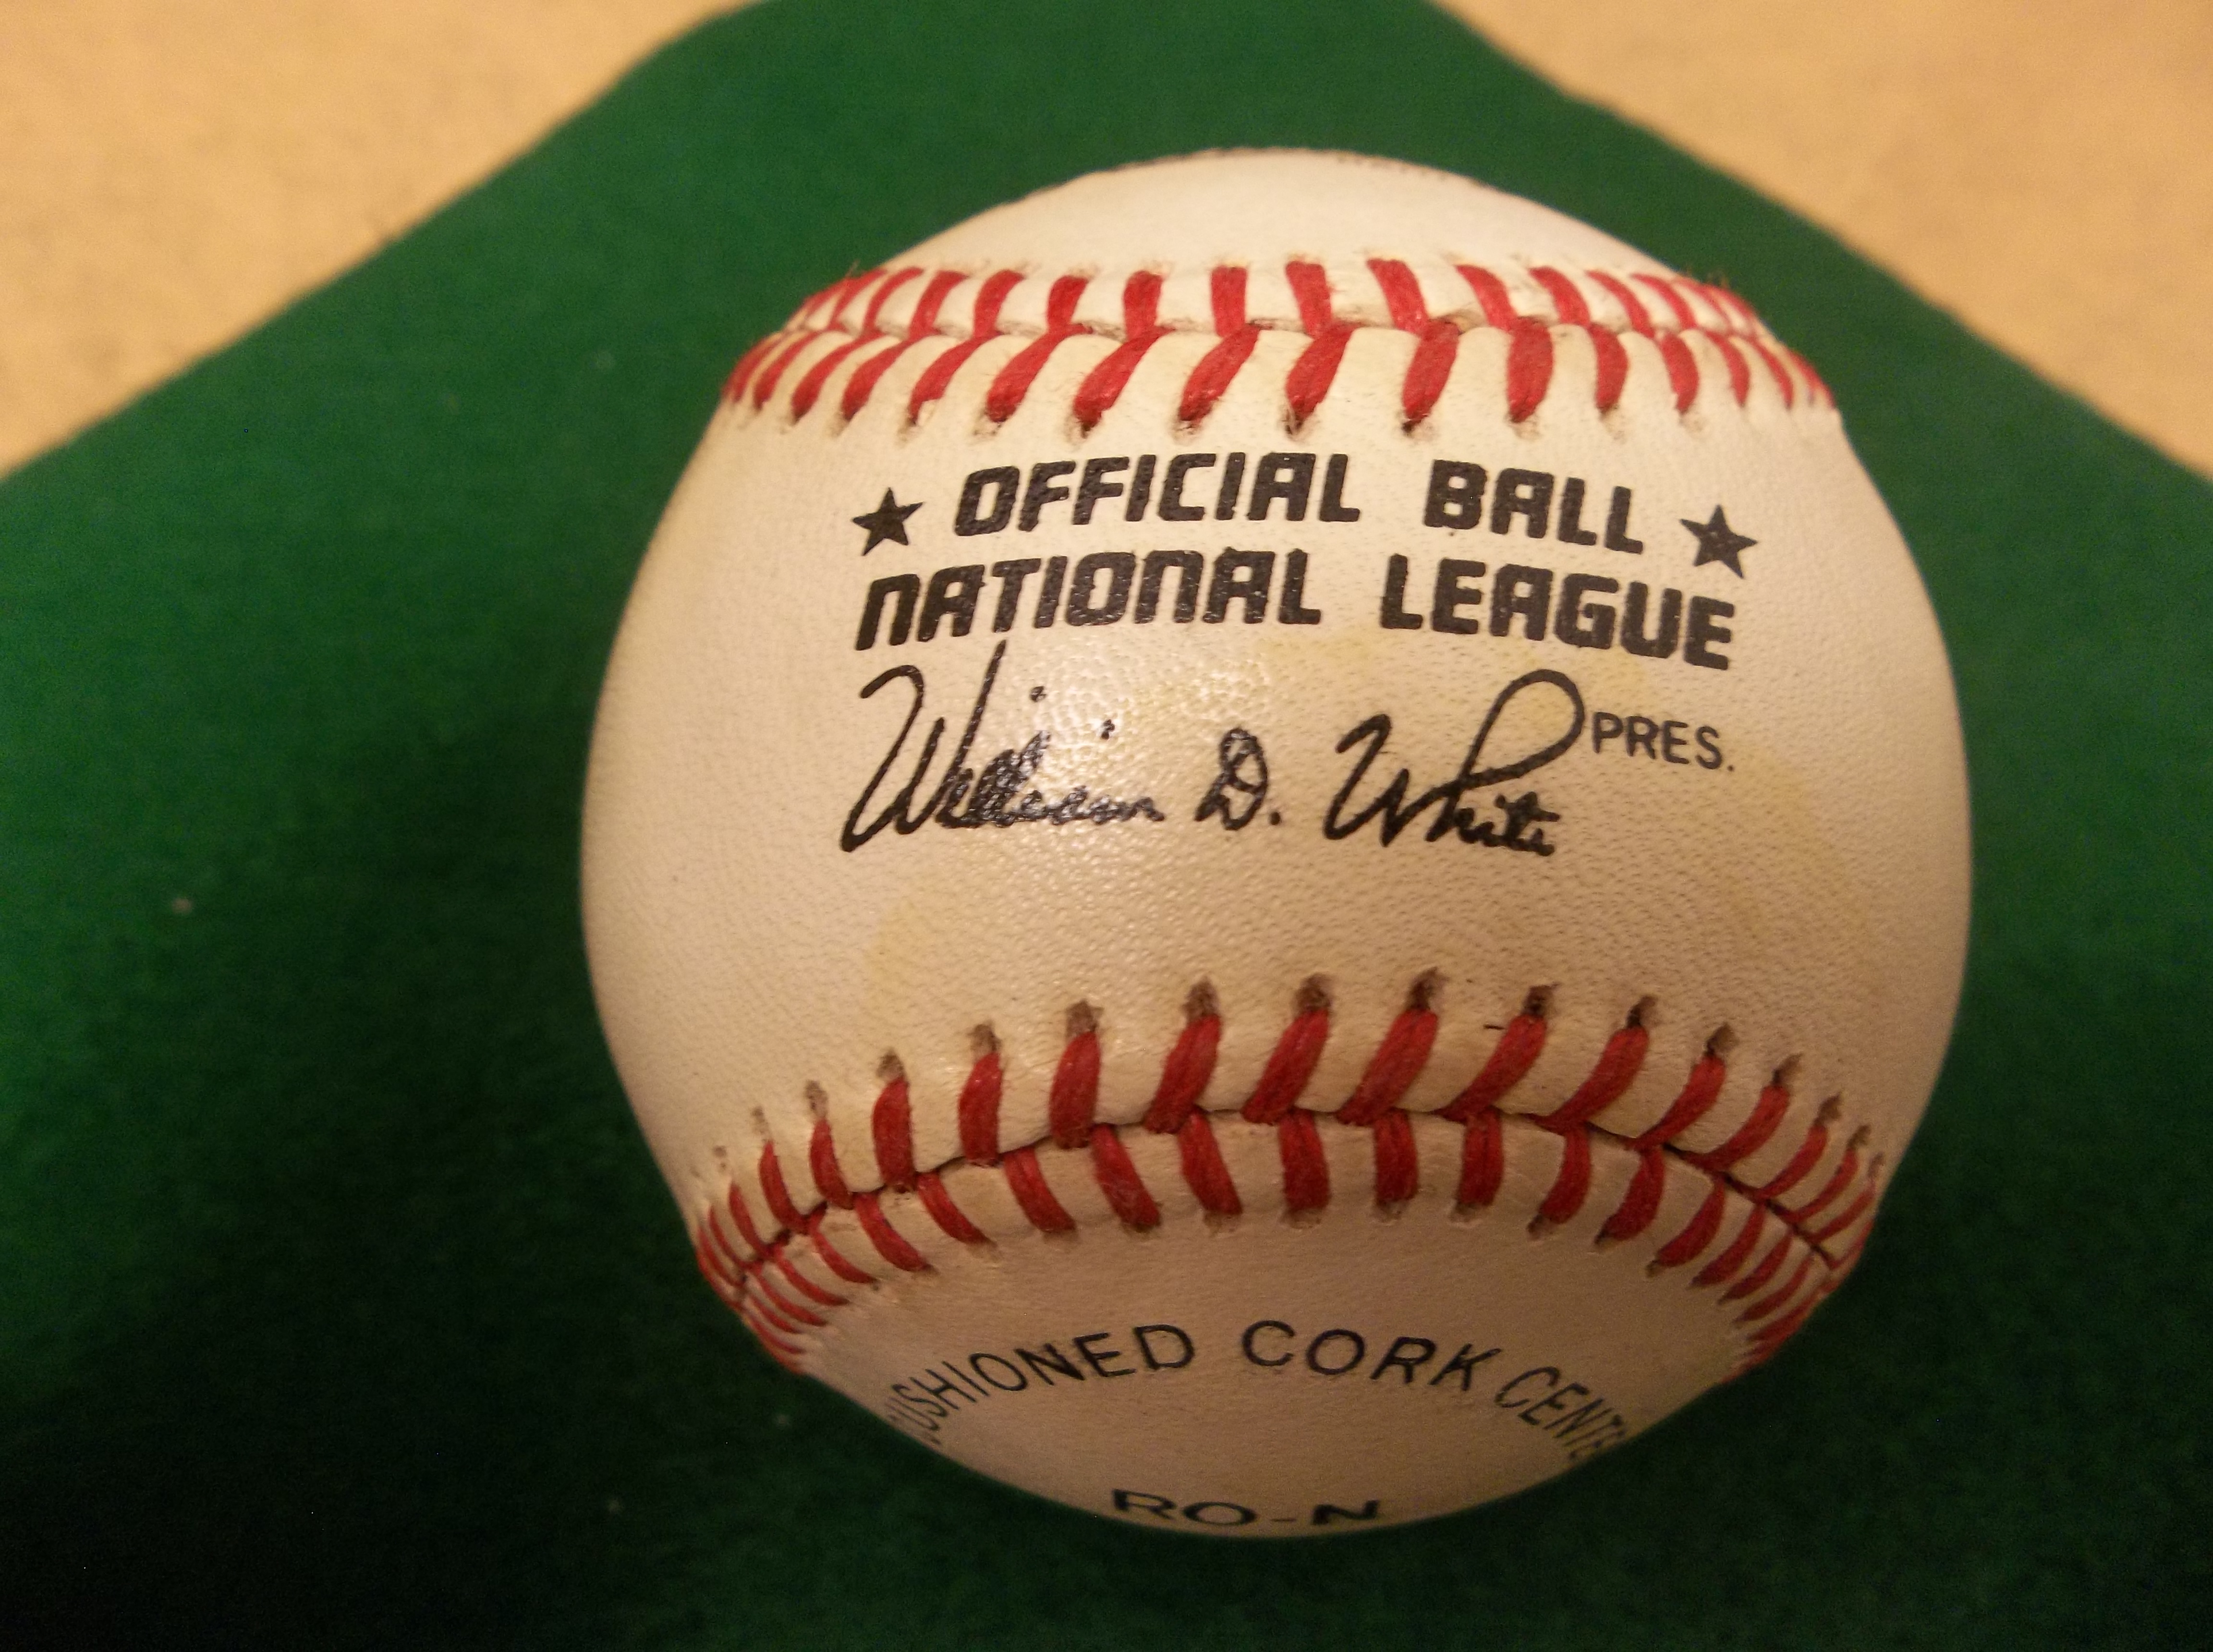 ★ OFFICIAL BALL ★
NATIONAL LEAGUE
William D. White PRES.
CUSHIONED CORK CENTER
RO-N